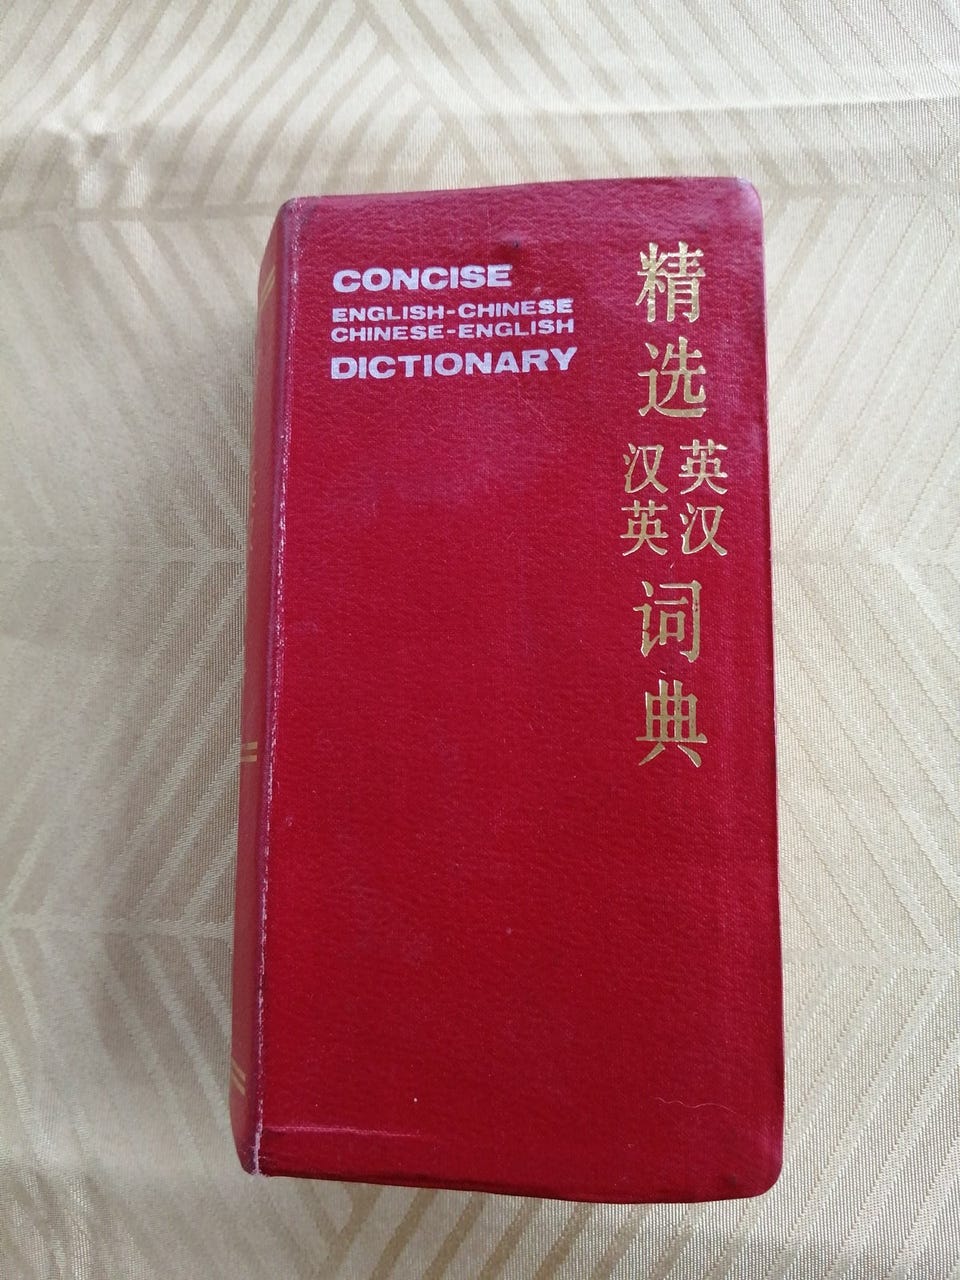 CONCISE
ENGLISH-CHINESE
CHINESE-ENGLISH
DICTIONARY
精选
英汉
汉英
词典